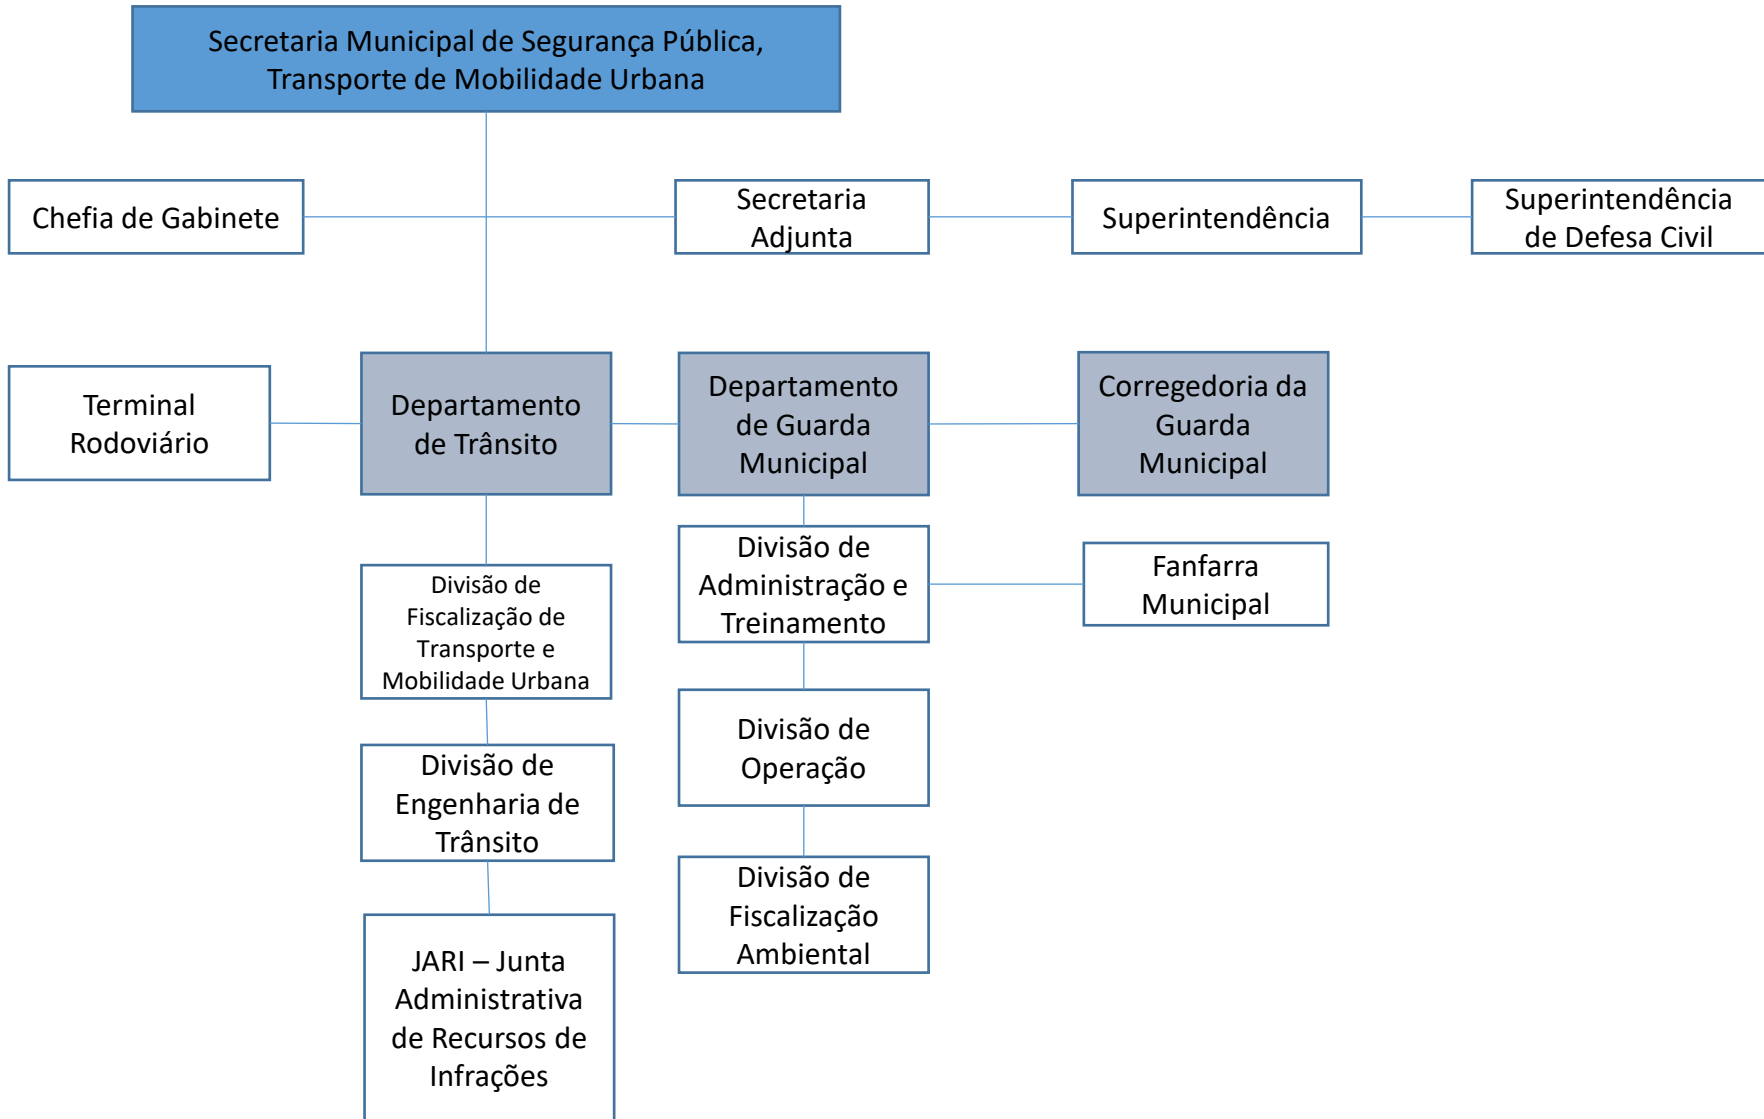 Secretaria Municipal de Segurança Pública,
Transporte de Mobilidade Urbana
Chefia de Gabinete
Secretaria
Adjunta
Superintendência
Superintendência
de Defesa Civil
Terminal
Rodoviário
Departamento
de Trânsito
Departamento
de Guarda
Municipal
Corregedoria da
Guarda
Municipal
Divisão de
Fiscalização de
Transporte e
Mobilidade Urbana
Divisão de
Administração e
Treinamento
Fanfarra
Municipal
Divisão de
Engenharia de
Trânsito
Divisão de
Operação
JARI – Junta
Administrativa
de Recursos de
Infrações
Divisão de
Fiscalização
Ambiental